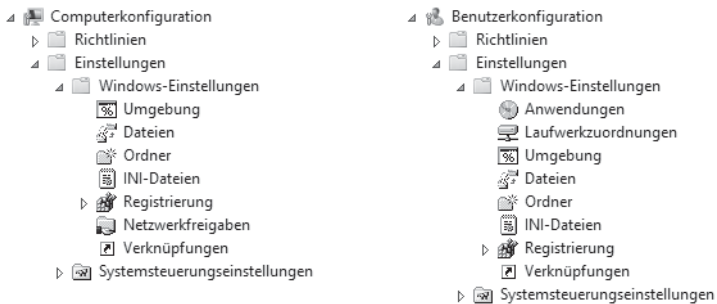 Computerkonfiguration
Richtlinien
Einstellungen
Windows-Einstellungen
Umgebung
Dateien
Ordner
INI-Dateien
Registrierung
Netzwerkfreigaben
Verknüpfungen
Systemsteuerungseinstellungen
Benutzerkonfiguration
Richtlinien
Einstellungen
Windows-Einstellungen
Anwendungen
Laufwerkzuordnungen
Umgebung
Dateien
Ordner
INI-Dateien
Registrierung
Verknüpfungen
Systemsteuerungseinstellungen